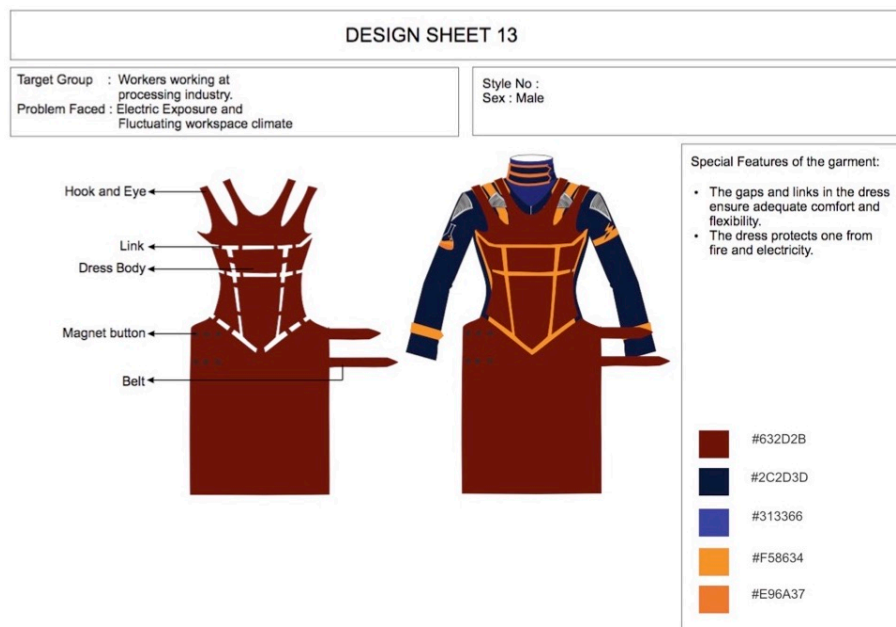 DESIGN SHEET 13
Target Group : Workers working at
processing industry.
Problem Faced : Electric Exposure and
Fluctuating workspace climate
Style No :
Sex : Male
Hook and Eye
Link
Dress Body
Magnet button
Belt
Special Features of the garment:
• The gaps and links in the dress
ensure adequate comfort and
flexibility.
• The dress protects one from
fire and electricity.
#632D2B
#2C2D3D
#313366
#F58634
#E96A37